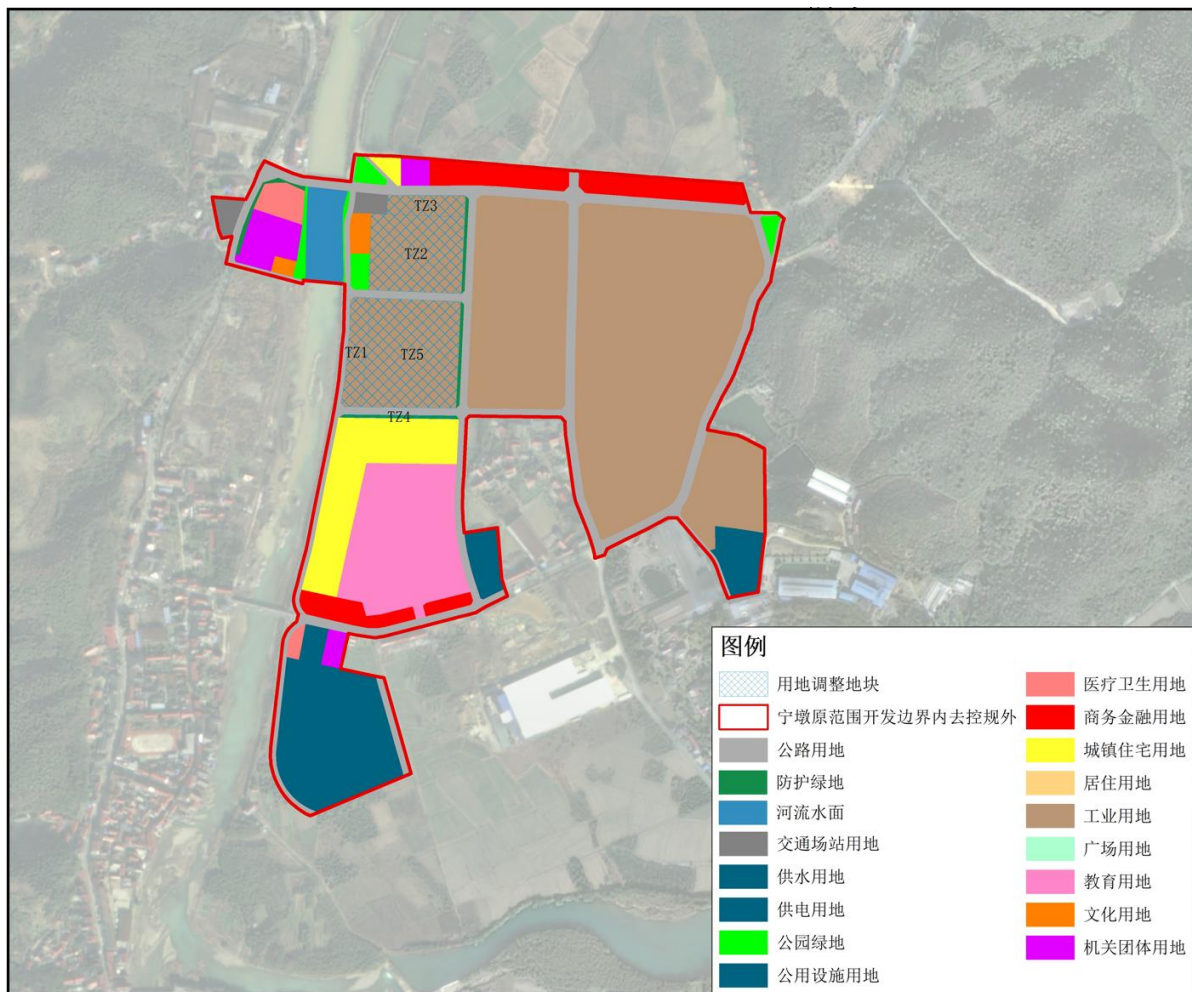 TZ3
TZ2
TZ1
TZ5
TZ4
图例
用地调整地块
宁墩原范围开发边界内去控规外
公路用地
防护绿地
河流水面
交通场站用地
供水用地
供电用地
公园绿地
公用设施用地
医疗卫生用地
商务金融用地
城镇住宅用地
居住用地
工业用地
广场用地
教育用地
文化用地
机关团体用地